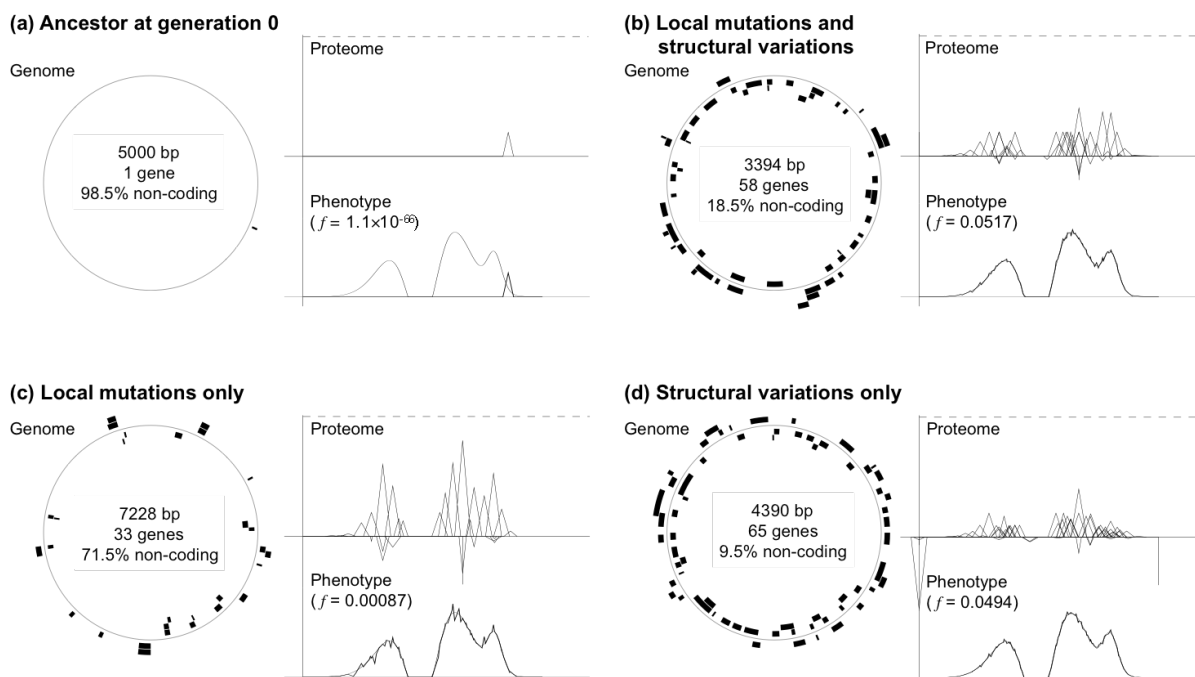 (a) Ancestor at generation 0
Genome
5000 bp
1 gene
98.5% non-coding
Proteome
Phenotype
(f = 1.1×10⁻⁶⁶)
(b) Local mutations and
structural variations
Genome
3394 bp
58 genes
18.5% non-coding
Proteome
Phenotype
(f = 0.0517)
(c) Local mutations only
Genome
7228 bp
33 genes
71.5% non-coding
Proteome
Phenotype
(f = 0.00087)
(d) Structural variations only
Genome
4390 bp
65 genes
9.5% non-coding
Proteome
Phenotype
(f = 0.0494)